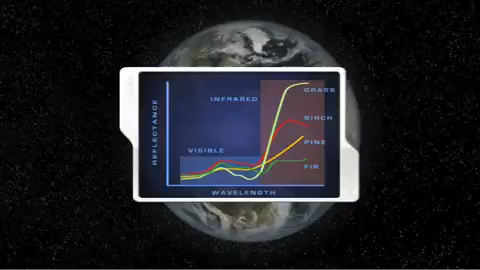 GRASS
INFRARED
BIRCH
REFLECTANCE
PINE
VISIBLE
FIR
WAVELENGTH